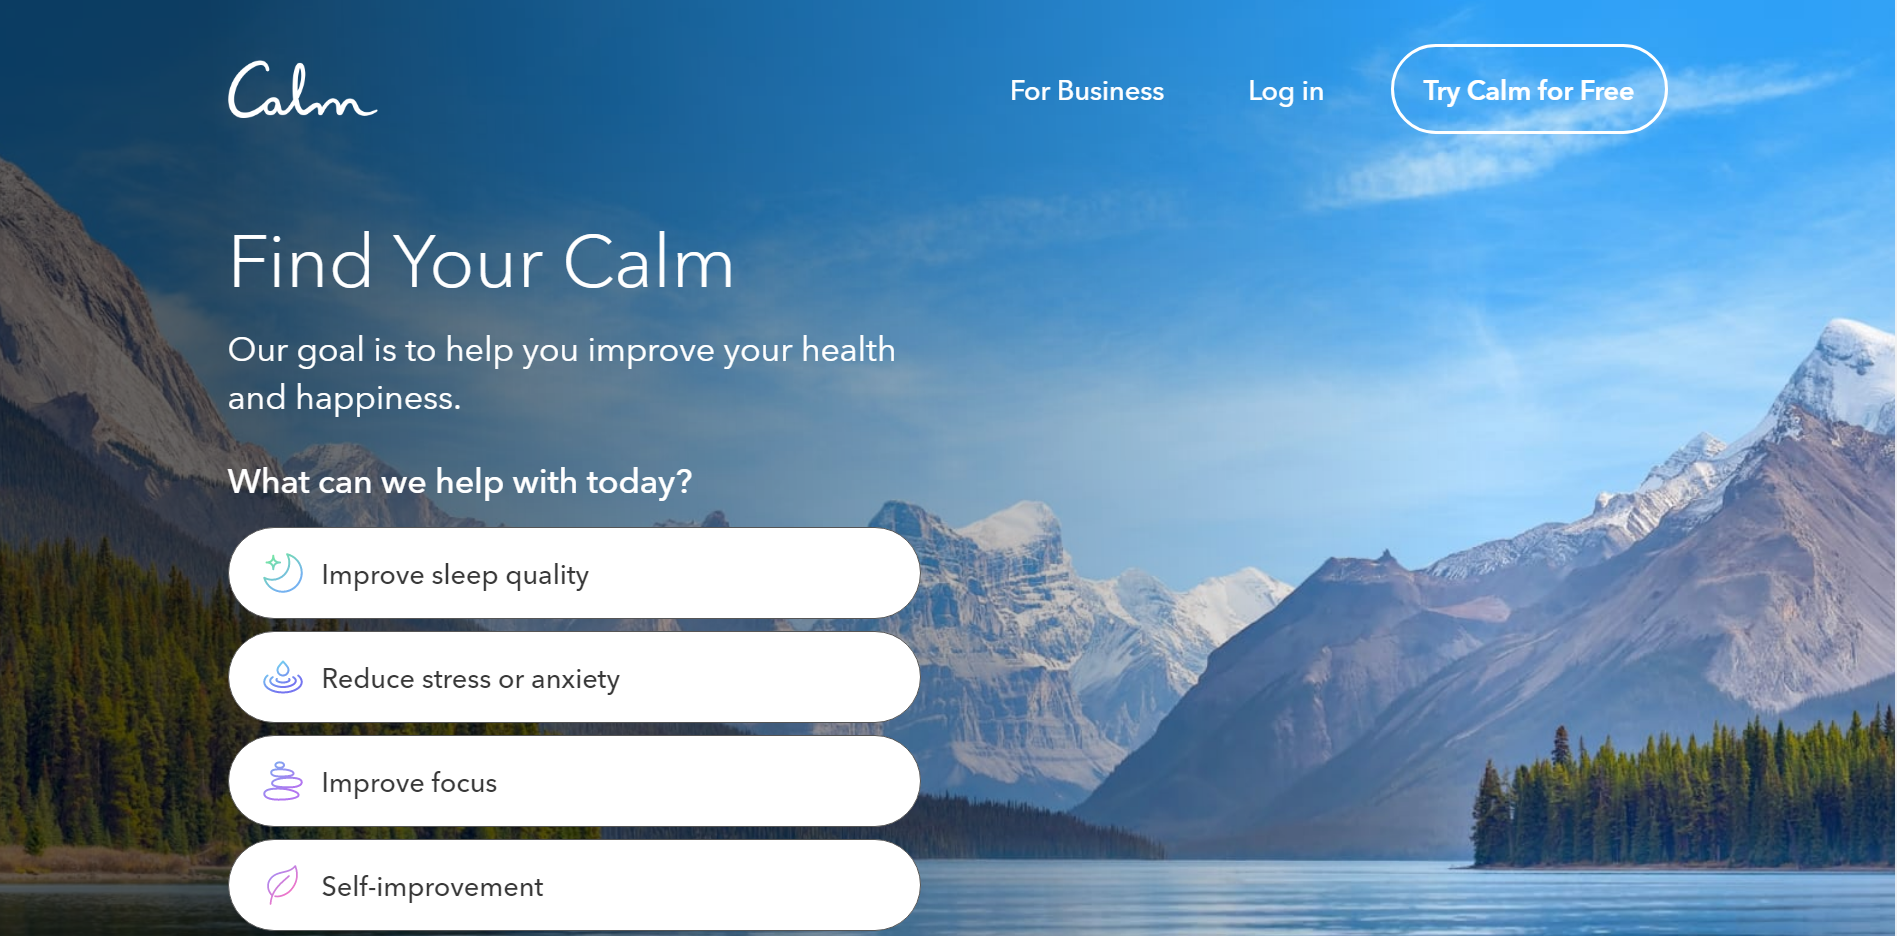 Calm
For Business
Log in
Try Calm for Free
Find Your Calm
Our goal is to help you improve your health
and happiness.
What can we help with today?
Improve sleep quality
Reduce stress or anxiety
Improve focus
Self-improvement